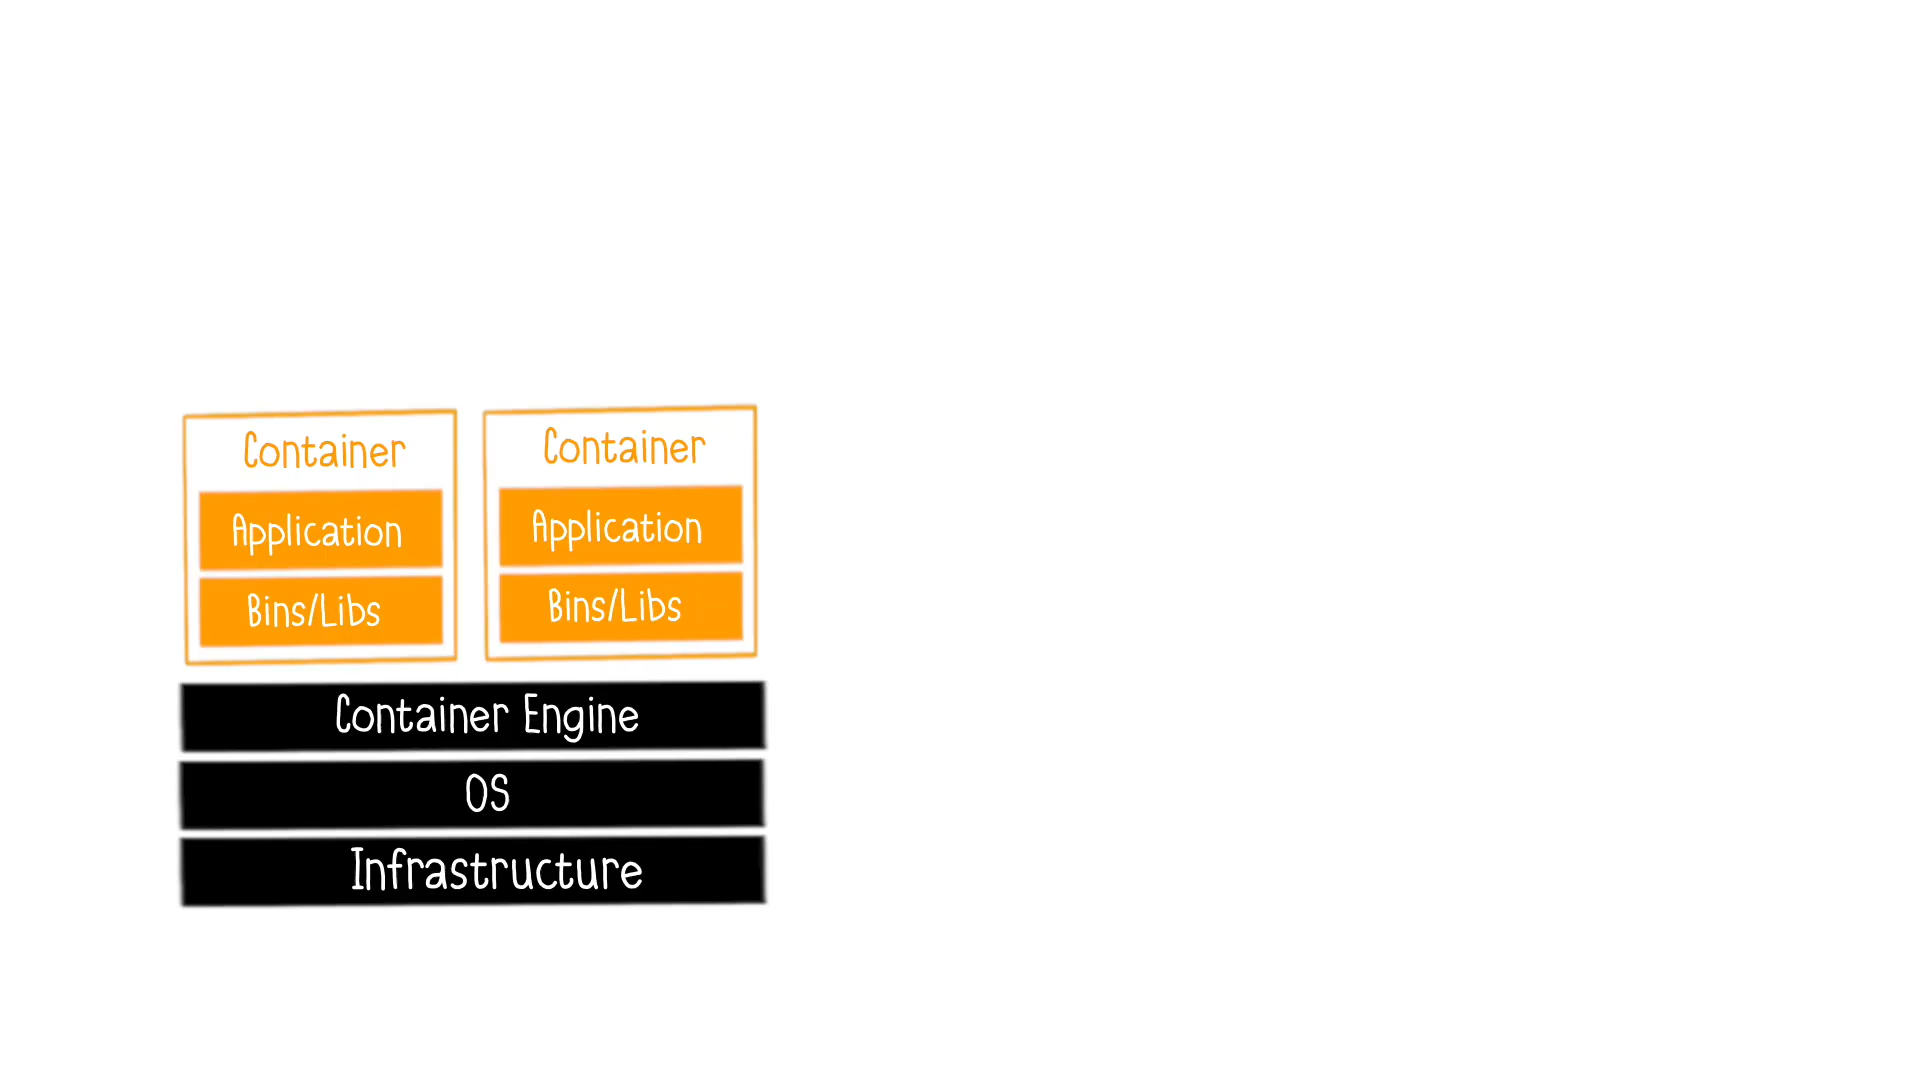 Container
Application
Bins/Libs
Container
Application
Bins/Libs
Container Engine
OS
Infrastructure